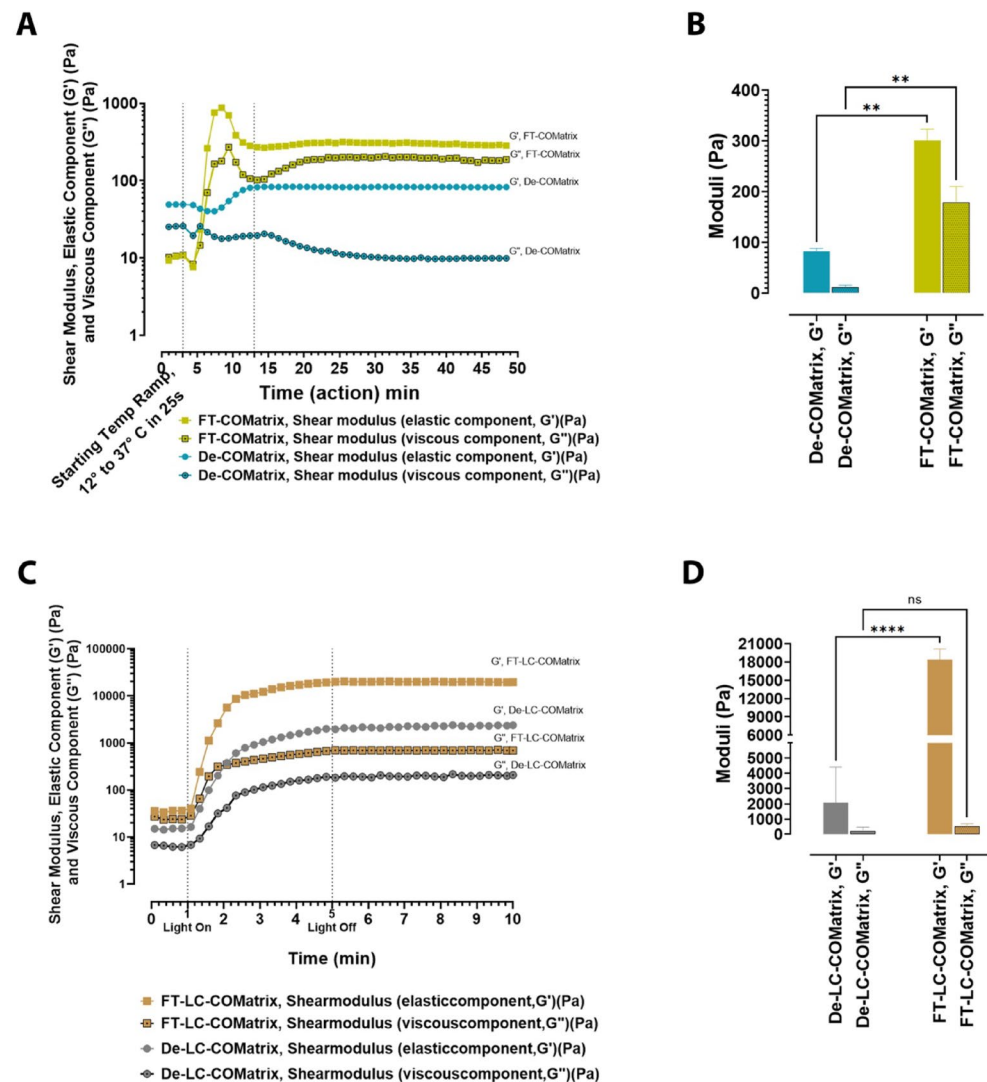 A
Shear Modulus, Elastic Component (G') (Pa)
and Viscous Component (G") (Pa)
1000
100
10
1
G', FT-COMatrix
G", FT-COMatrix
G', De-COMatrix
G", De-COMatrix
0 5 10 15 20 25 30 35 40 45 50
Time (action) min
Starting Temp Ramp,
12° to 37° C in 25s
FT-COMatrix, Shear modulus (elastic component, G')(Pa)
FT-COMatrix, Shear modulus (viscous component, G")(Pa)
De-COMatrix, Shear modulus (elastic component, G')(Pa)
De-COMatrix, Shear modulus (viscous component, G")(Pa)
B
Moduli (Pa)
400
300
200
100
0
**
**
De-COMatrix, G'
De-COMatrix, G"
FT-COMatrix, G'
FT-COMatrix, G"
C
Shear Modulus, Elastic Component (G') (Pa)
and Viscous Component (G") (Pa)
100000
10000
1000
100
10
1
G', FT-LC-COMatrix
G', De-LC-COMatrix
G", FT-LC-COMatrix
G", De-LC-COMatrix
0 1 2 3 4 5 6 7 8 9 10
Light On Light Off
Time (min)
FT-LC-COMatrix, Shearmodulus (elasticcomponent,G')(Pa)
FT-LC-COMatrix, Shearmodulus (viscouscomponent,G")(Pa)
De-LC-COMatrix, Shearmodulus (elasticcomponent,G')(Pa)
De-LC-COMatrix, Shearmodulus (viscouscomponent,G")(Pa)
D
Moduli (Pa)
21000
18000
15000
12000
9000
6000
5000
4000
3000
2000
1000
0
ns
****
De-LC-COMatrix, G'
De-LC-COMatrix, G"
FT-LC-COMatrix, G'
FT-LC-COMatrix, G"